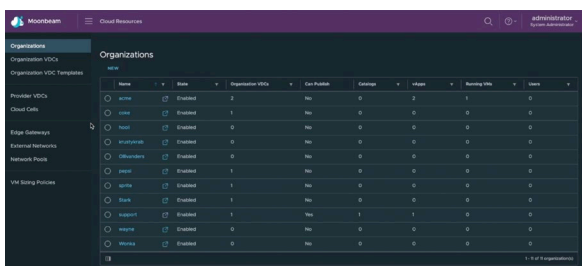 Moonbeam Cloud Resources administrator
System Administrator
Organizations
Organization VDCs
Organization VDC Templates
Provider VDCs
Cloud Cells
Edge Gateways
External Networks
Network Pools
VM Sizing Policies
Organizations
NEW
Name State Organization VDCs Can Publish Catalogs vApps Running VMs Users
acme Enabled 2 No 0 2 1 0
coke Enabled 1 No 0 0 0 0
hooli Enabled 0 No 0 0 0 0
krustykrab Enabled 0 No 0 0 0 0
Ollivanders Enabled 0 No 0 0 0 0
pepsi Enabled 1 No 0 0 0 0
sprite Enabled 1 No 0 0 0 0
Stark Enabled 1 No 0 0 0 0
support Enabled 1 Yes 1 1 0 0
wayne Enabled 0 No 0 0 0 0
Wonka Enabled 0 No 0 0 0 0
1 - 11 of 11 organization(s)